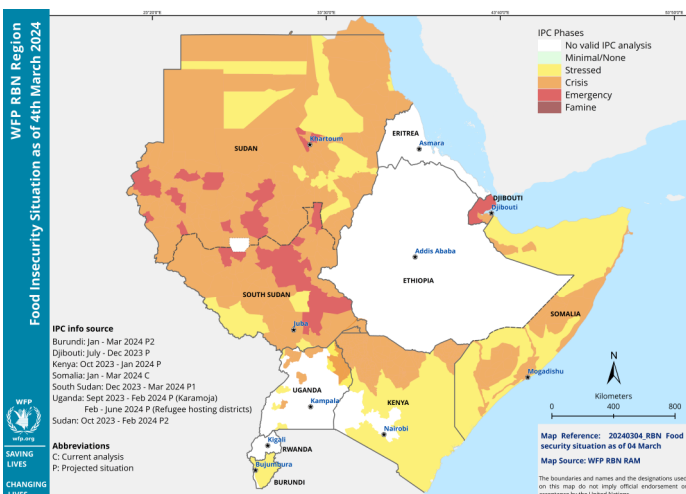 WFP RBN Region
Food Insecurity Situation as of 4th March 2024
WFP
wfp.org
SAVING
LIVES
CHANGING
IPC Phases
No valid IPC analysis
Minimal/None
Stressed
Crisis
Emergency
Famine
SUDAN
Khartoum
ERITREA
Asmara
DJIBOUTI
Djibouti
Addis Ababa
ETHIOPIA
SOUTH SUDAN
Juba
SOMALIA
Mogadishu
UGANDA
Kampala
KENYA
Nairobi
Kigali
RWANDA
Bujumbura
BURUNDI
IPC info source
Burundi: Jan - Mar 2024 P2
Djibouti: July - Dec 2023 P
Kenya: Oct 2023 - Jan 2024 P
Somalia: Jan - Mar 2024 C
South Sudan: Dec 2023 - Mar 2024 P1
Uganda: Sept 2023 - Feb 2024 P (Karamoja)
Feb - June 2024 P (Refugee hosting districts)
Sudan: Oct 2023 - Feb 2024 P2
Abbreviations
C: Current analysis
P: Projected situation
N
Kilometers
0 400 800
Map Reference: 20240304_RBN Food
security situation as of 04 March
Map Source: WFP RBN RAM
The boundaries and names and the designations used
on this map do not imply official endorsement or